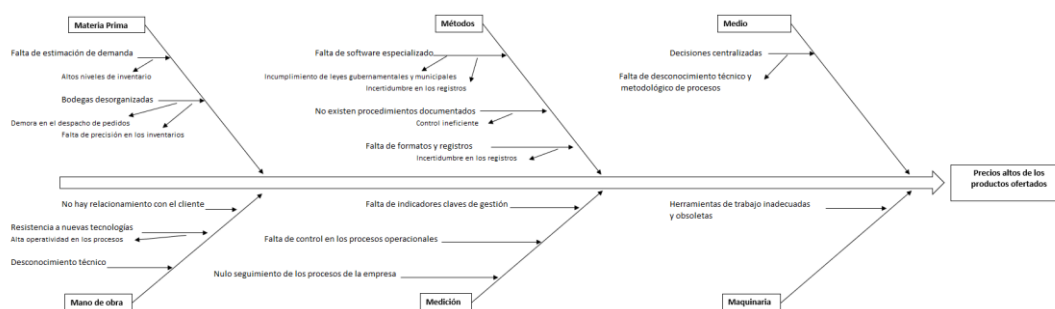 Materia Prima
Falta de estimación de demanda
Altos niveles de inventario
Bodegas desorganizadas
Demora en el despacho de pedidos
Falta de precisión en los inventarios
Métodos
Falta de software especializado
Incumplimiento de leyes gubernamentales y municipales
Incertidumbre en los registros
No existen procedimientos documentados
Control ineficiente
Falta de formatos y registros
Incertidumbre en los registros
Medio
Decisiones centralizadas
Falta de desconocimiento técnico y
metodológico de procesos
Precios altos de los
productos ofertados
No hay relacionamiento con el cliente
Resistencia a nuevas tecnologías
Alta operatividad en los procesos
Desconocimiento técnico
Mano de obra
Falta de indicadores claves de gestión
Falta de control en los procesos operacionales
Nulo seguimiento de los procesos de la empresa
Medición
Herramientas de trabajo inadecuadas
y obsoletas
Maquinaria